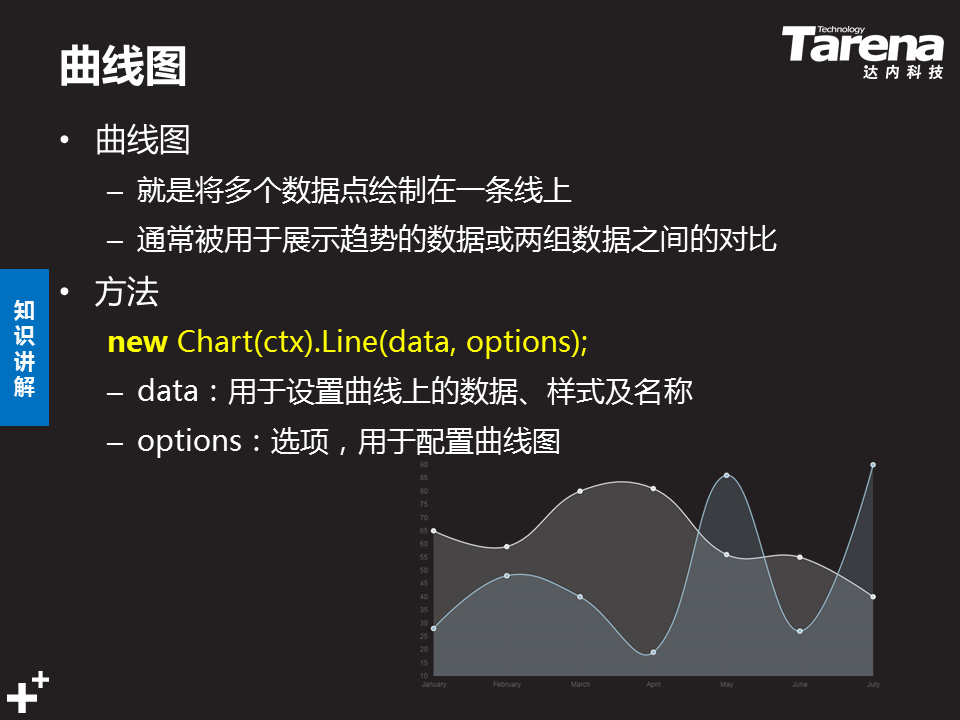 曲线图
Technology
Tarena
达内科技
• 曲线图
– 就是将多个数据点绘制在一条线上
– 通常被用于展示趋势的数据或两组数据之间的对比
• 方法
new Chart(ctx).Line(data, options);
– data：用于设置曲线上的数据、样式及名称
– options：选项，用于配置曲线图
知识讲解
90
85
80
75
70
65
60
55
50
45
40
35
30
25
20
15
10
January February March April May June July